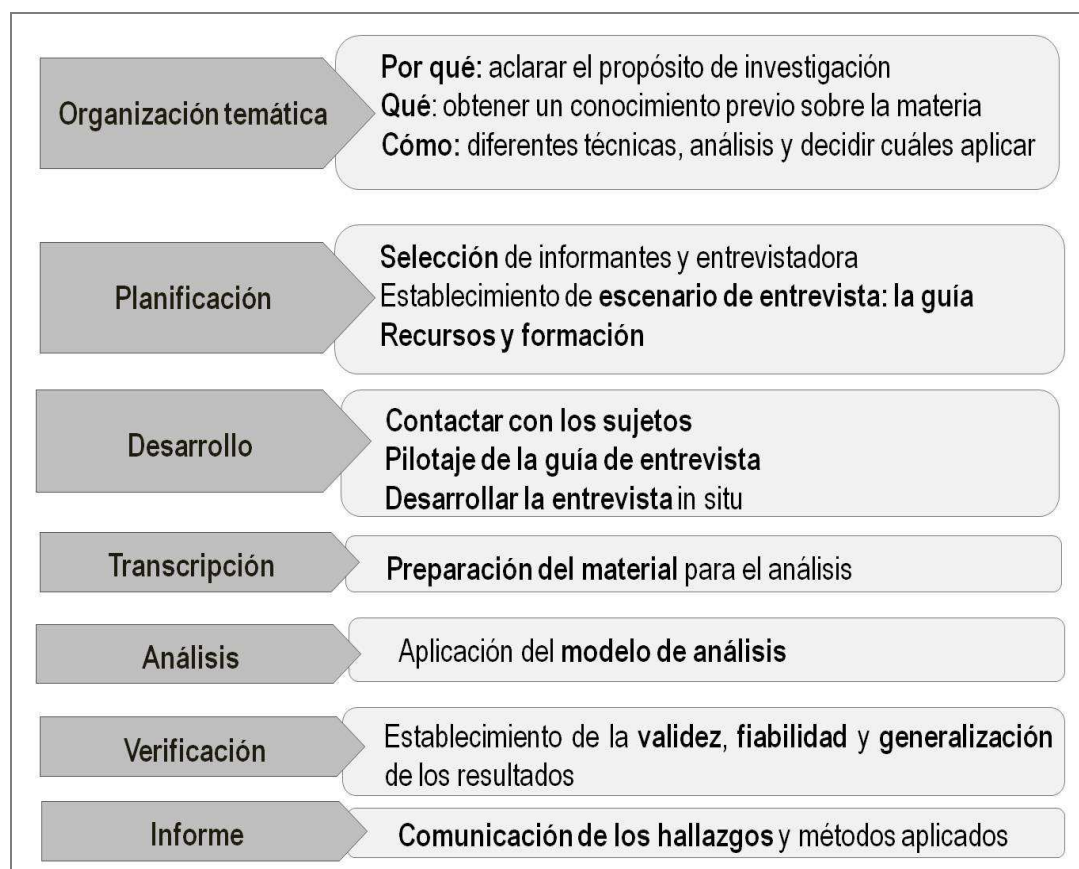 Organización temática
Por qué: aclarar el propósito de investigación
Qué: obtener un conocimiento previo sobre la materia
Cómo: diferentes técnicas, análisis y decidir cuáles aplicar
Planificación
Selección de informantes y entrevistadora
Establecimiento de escenario de entrevista: la guía
Recursos y formación
Desarrollo
Contactar con los sujetos
Pilotaje de la guía de entrevista
Desarrollar la entrevista in situ
Transcripción
Preparación del material para el análisis
Análisis
Aplicación del modelo de análisis
Verificación
Establecimiento de la validez, fiabilidad y generalización
de los resultados
Informe
Comunicación de los hallazgos y métodos aplicados